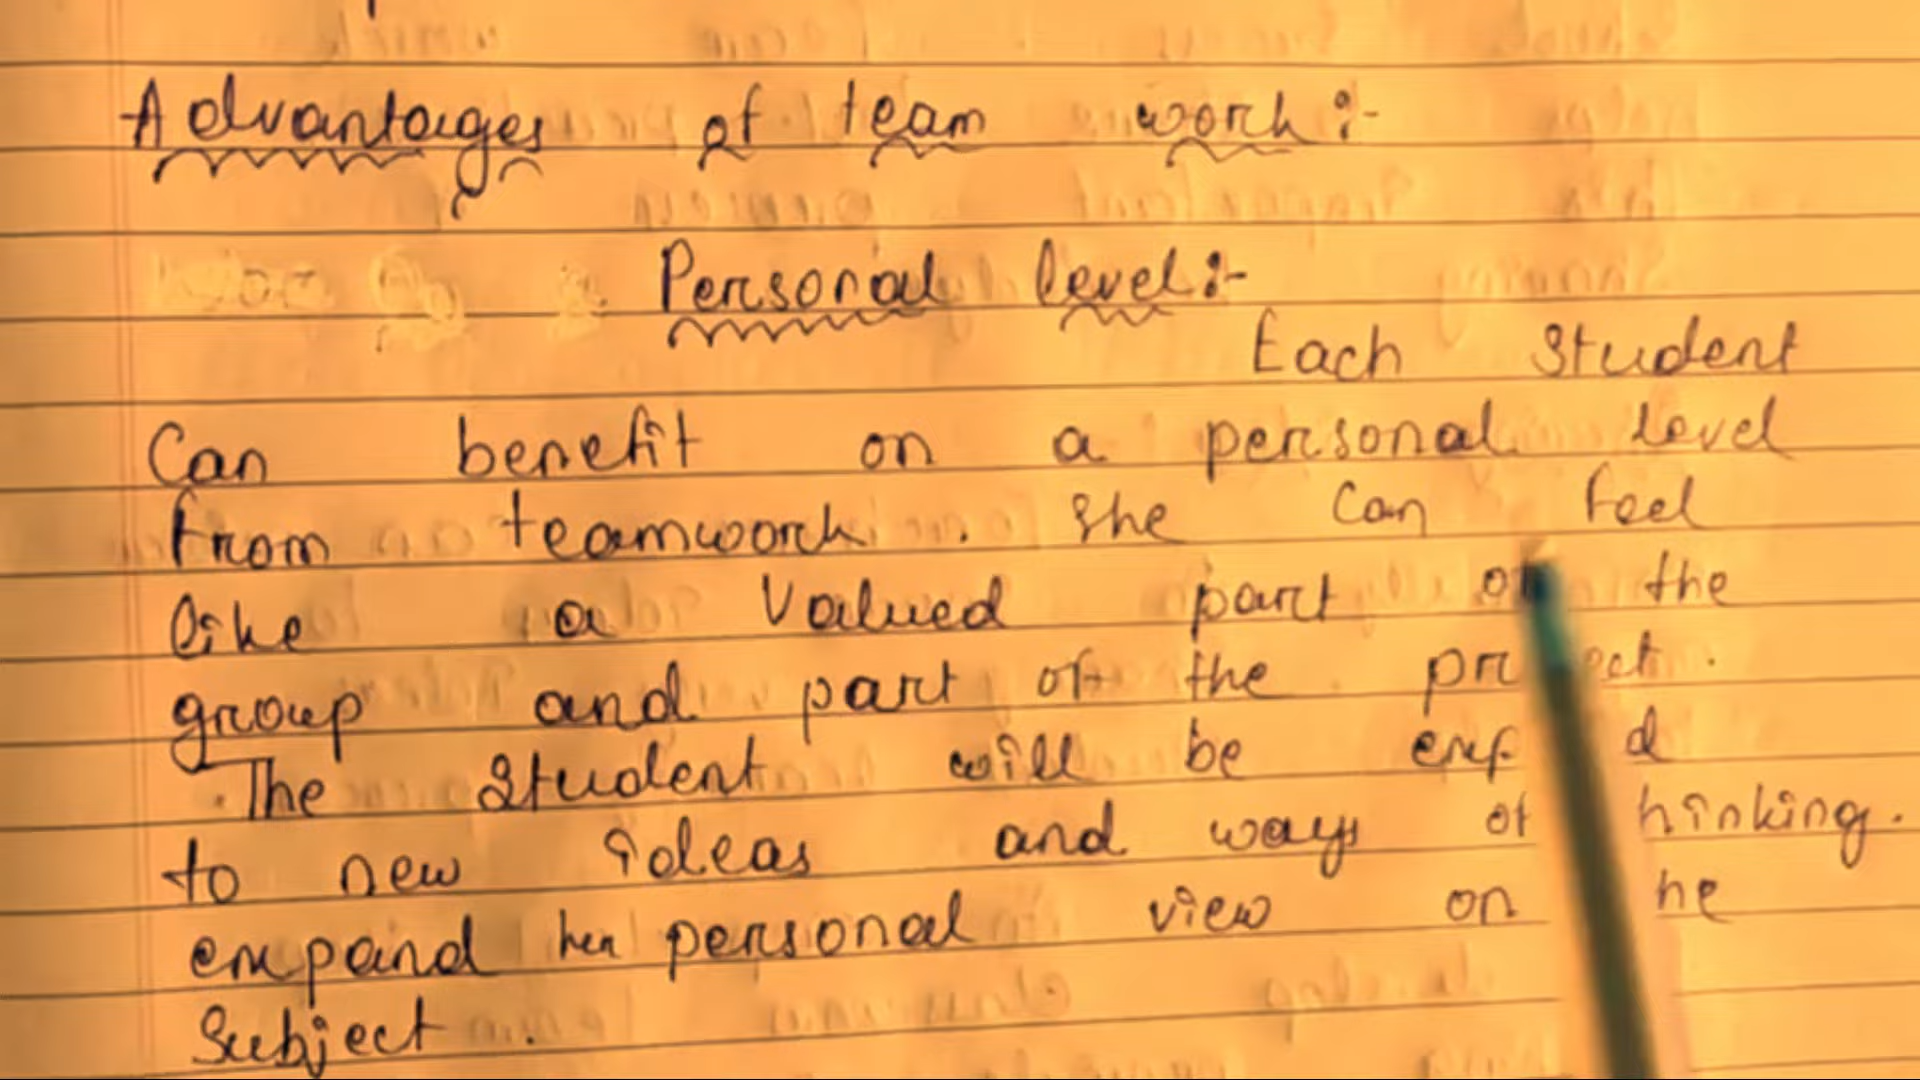 Advantages of team work :-
Personal level :-
Each Student
Can benefit on a personal level
from teamwork. She can feel
like a Valued part of the
group and part of the
The Student will be
to new ideas and ways of thinking.
expand her personal view on
Subject.